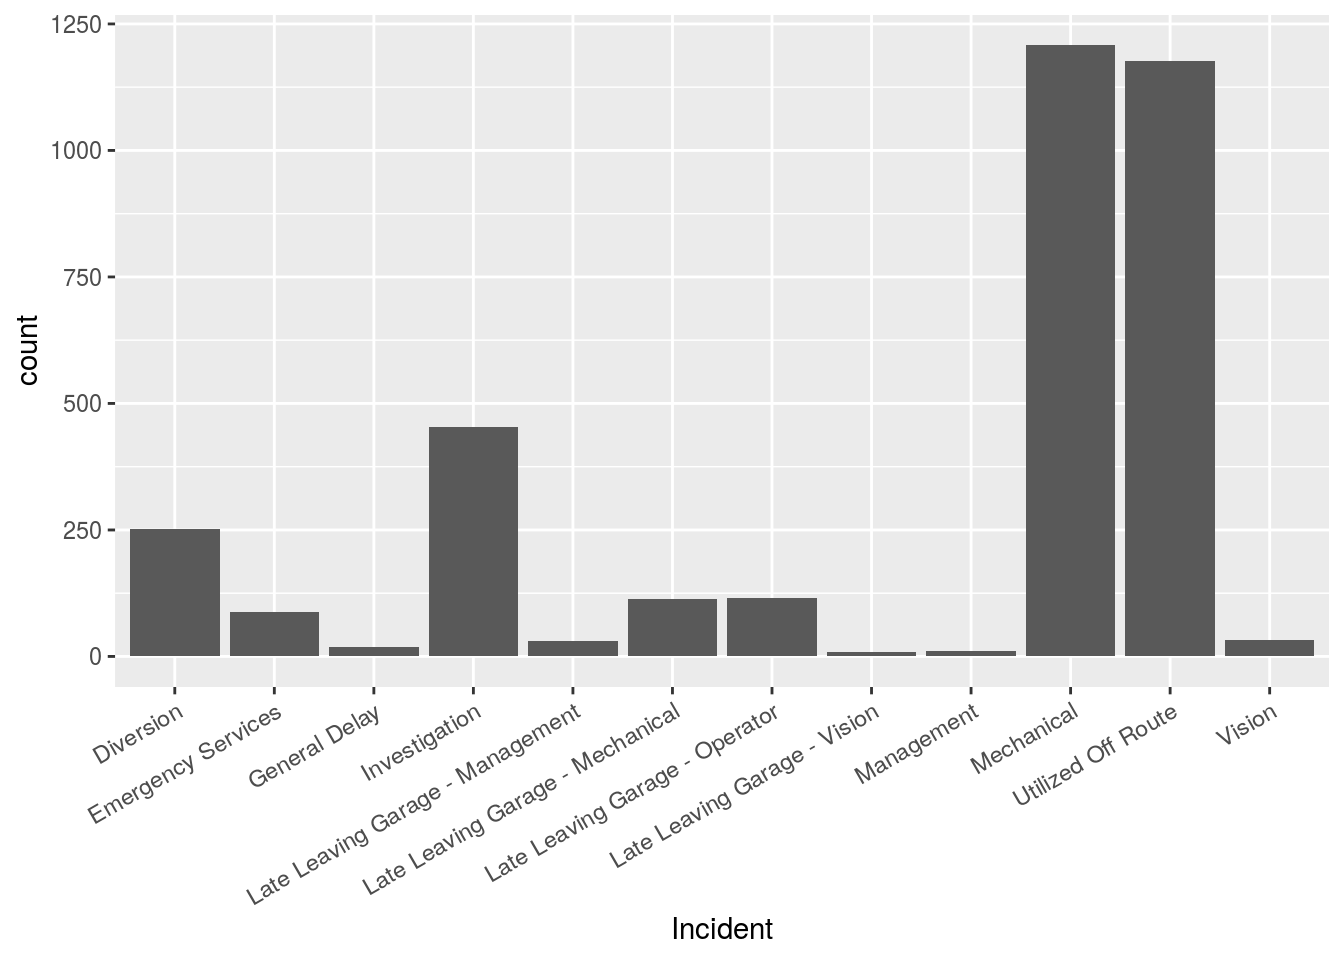 1250
1000
750
500
250
0
count
Diversion
Emergency Services
General Delay
Investigation
Late Leaving Garage - Management
Late Leaving Garage - Mechanical
Late Leaving Garage - Operator
Late Leaving Garage - Vision
Management
Mechanical
Utilized Off Route
Vision
Incident